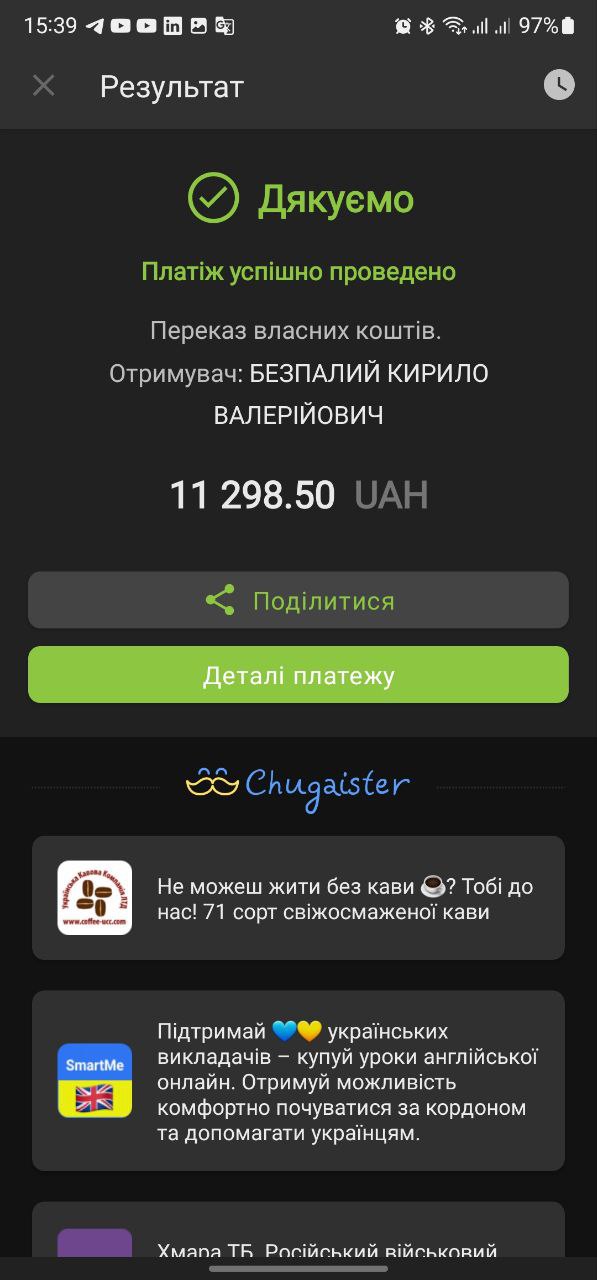 15:39
97%
Результат
Дякуємо
Платіж успішно проведено
Переказ власних коштів.
Отримувач: БЕЗПАЛИЙ КИРИЛО
ВАЛЕРІЙОВИЧ
11 298.50 UAH
Поділитися
Деталі платежу
Chugaister
Українська Кавова Компанія ЛТД
www.coffee-ucc.com
Не можеш жити без кави ☕? Тобі до
нас! 71 сорт свіжосмаженої кави
SmartMe
Підтримай 💙💛 українських
викладачів – купуй уроки англійської
онлайн. Отримуй можливість
комфортно почуватися за кордоном
та допомагати українцям.
Хмара ТБ. Російський військовий